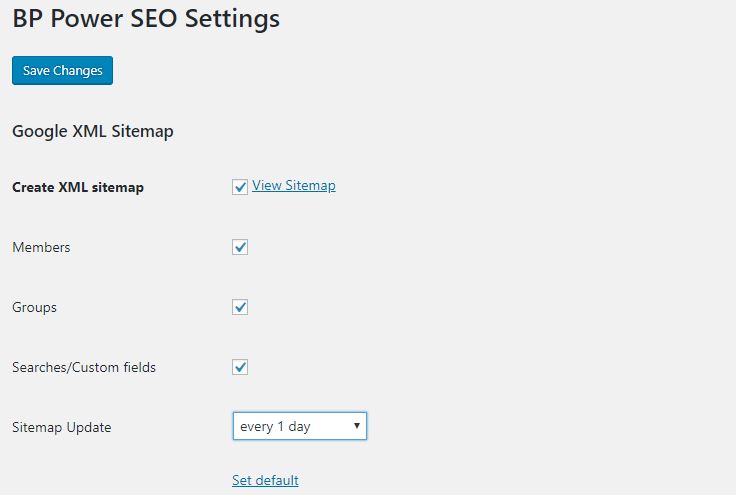 BP Power SEO Settings
Save Changes
Google XML Sitemap
Create XML sitemap View Sitemap
Members
Groups
Searches/Custom fields
Sitemap Update every 1 day
Set default